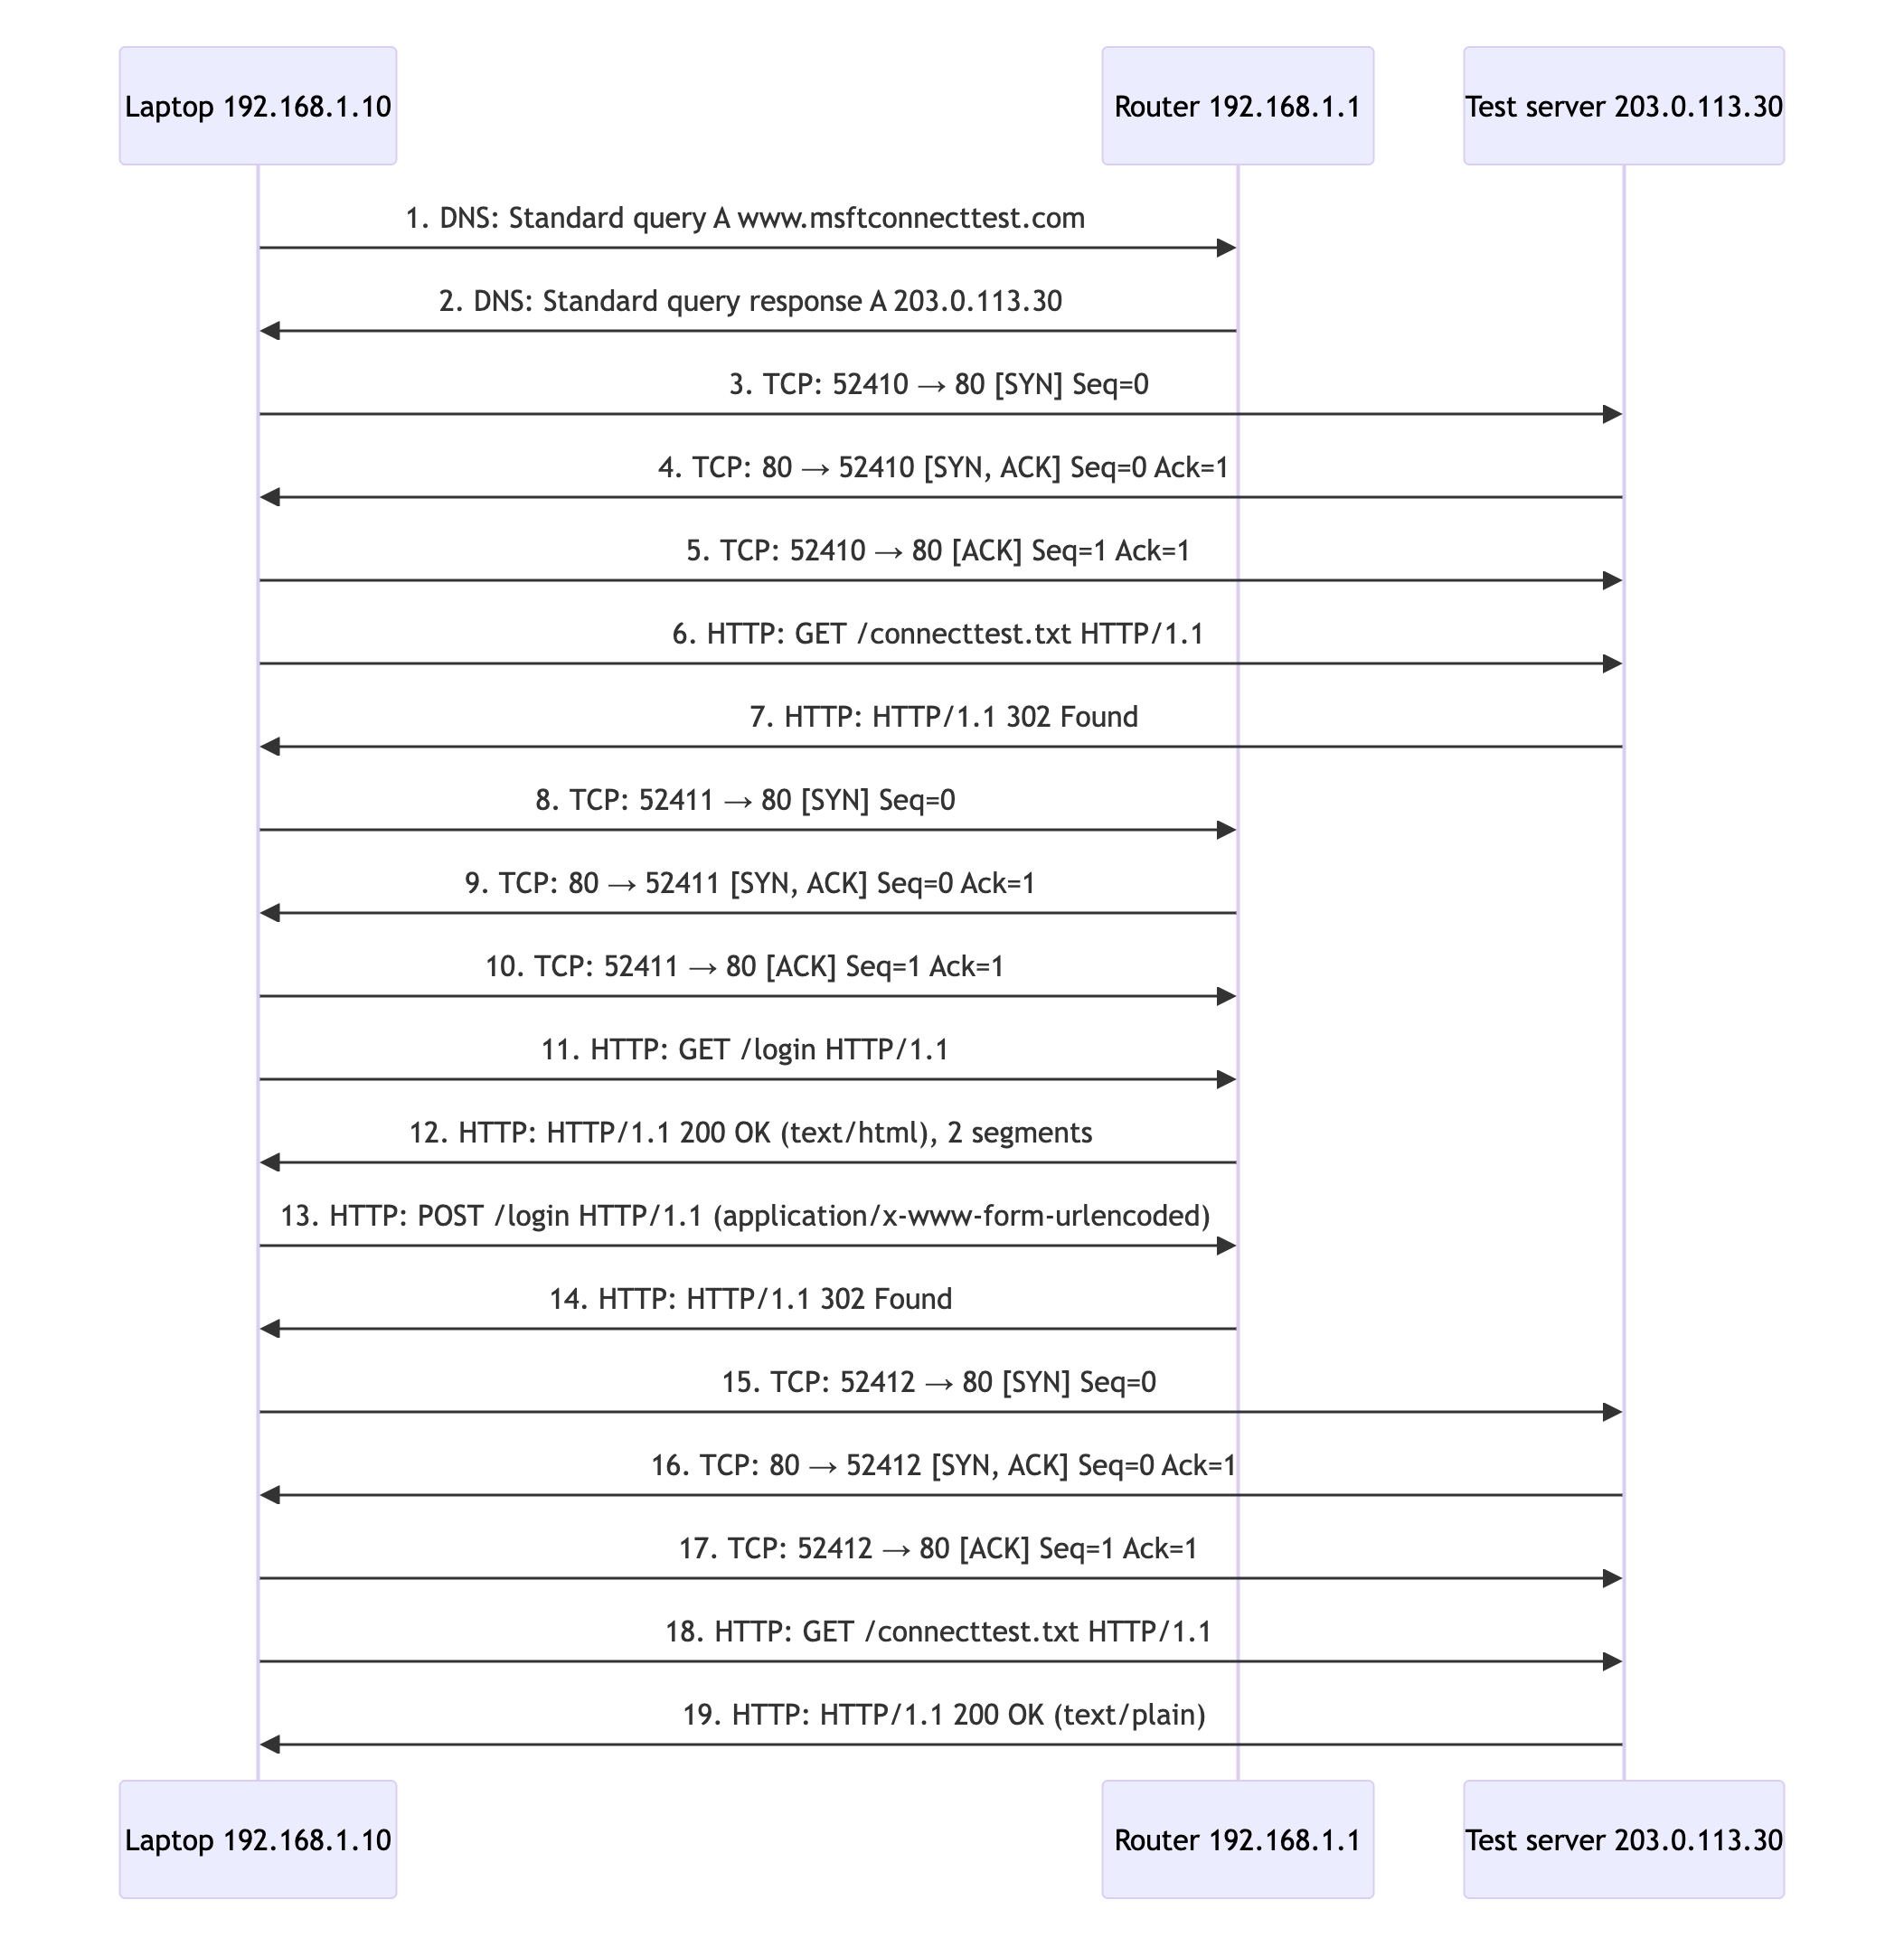 Laptop 192.168.1.10
Router 192.168.1.1
Test server 203.0.113.30
1. DNS: Standard query A www.msftconnecttest.com
2. DNS: Standard query response A 203.0.113.30
3. TCP: 52410 → 80 [SYN] Seq=0
4. TCP: 80 → 52410 [SYN, ACK] Seq=0 Ack=1
5. TCP: 52410 → 80 [ACK] Seq=1 Ack=1
6. HTTP: GET /connecttest.txt HTTP/1.1
7. HTTP: HTTP/1.1 302 Found
8. TCP: 52411 → 80 [SYN] Seq=0
9. TCP: 80 → 52411 [SYN, ACK] Seq=0 Ack=1
10. TCP: 52411 → 80 [ACK] Seq=1 Ack=1
11. HTTP: GET /login HTTP/1.1
12. HTTP: HTTP/1.1 200 OK (text/html), 2 segments
13. HTTP: POST /login HTTP/1.1 (application/x-www-form-urlencoded)
14. HTTP: HTTP/1.1 302 Found
15. TCP: 52412 → 80 [SYN] Seq=0
16. TCP: 80 → 52412 [SYN, ACK] Seq=0 Ack=1
17. TCP: 52412 → 80 [ACK] Seq=1 Ack=1
18. HTTP: GET /connecttest.txt HTTP/1.1
19. HTTP: HTTP/1.1 200 OK (text/plain)
Laptop 192.168.1.10
Router 192.168.1.1
Test server 203.0.113.30